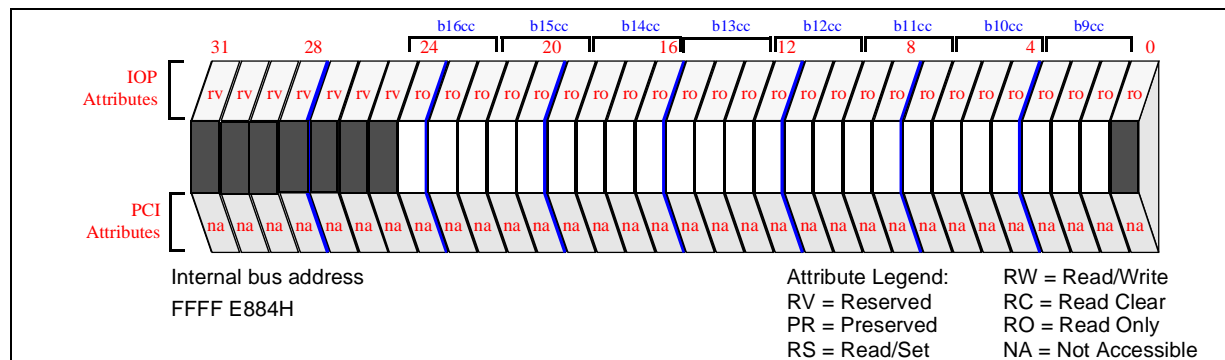 b16cc b15cc b14cc b13cc b12cc b11cc b10cc b9cc
31 28 24 20 16 12 8 4 0
IOP
Attributes
rv rv rv rv rv rv rv ro ro ro ro ro ro ro ro ro ro ro ro ro ro ro ro ro ro ro ro ro ro ro ro ro
PCI
Attributes
na na na na na na na na na na na na na na na na na na na na na na na na na na na na na na na na
Internal bus address
FFFF E884H
Attribute Legend:
RV = Reserved
PR = Preserved
RS = Read/Set
RW = Read/Write
RC = Read Clear
RO = Read Only
NA = Not Accessible